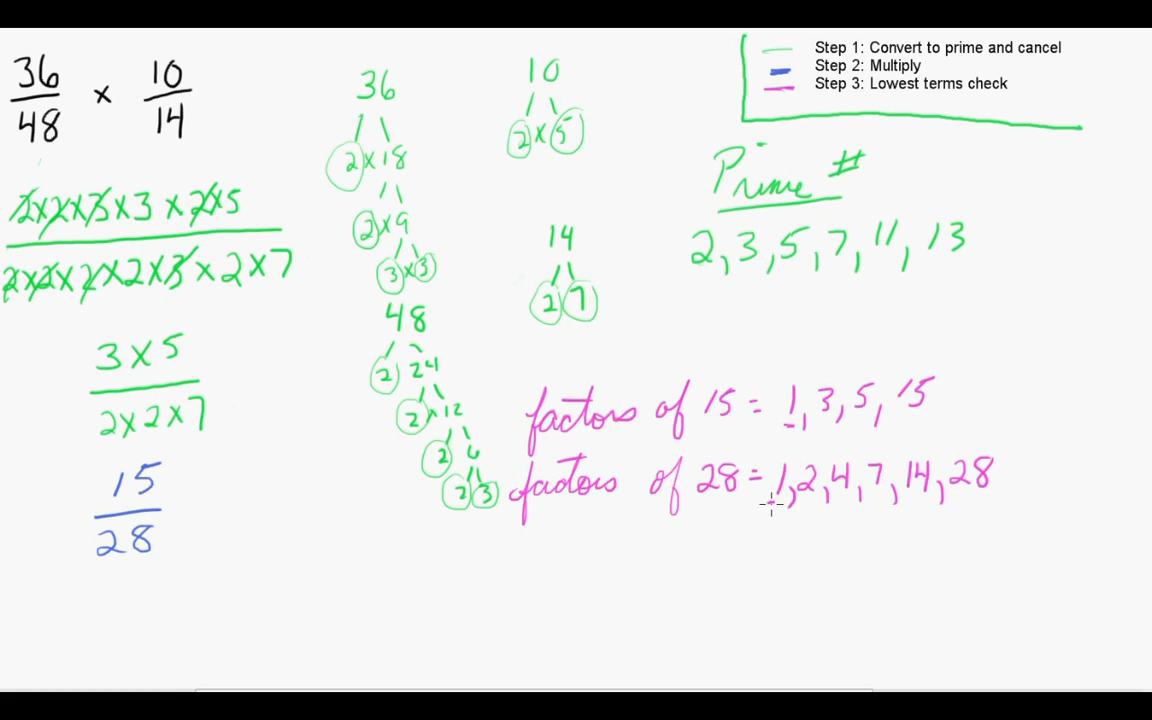 36/48 × 10/14
2×2×3×3×2×5
2×2×2×2×3×2×7
3×5
2×2×7
15
28
36
2×18
2×9
3×3
48
2 24
2×12
2 6
2 3
10
2×5
14
2 7
Step 1: Convert to prime and cancel
Step 2: Multiply
Step 3: Lowest terms check
Prime #
2,3,5,7,11,13
factors of 15 = 1,3,5,15
factors of 28 = 1,2,4,7,14,28